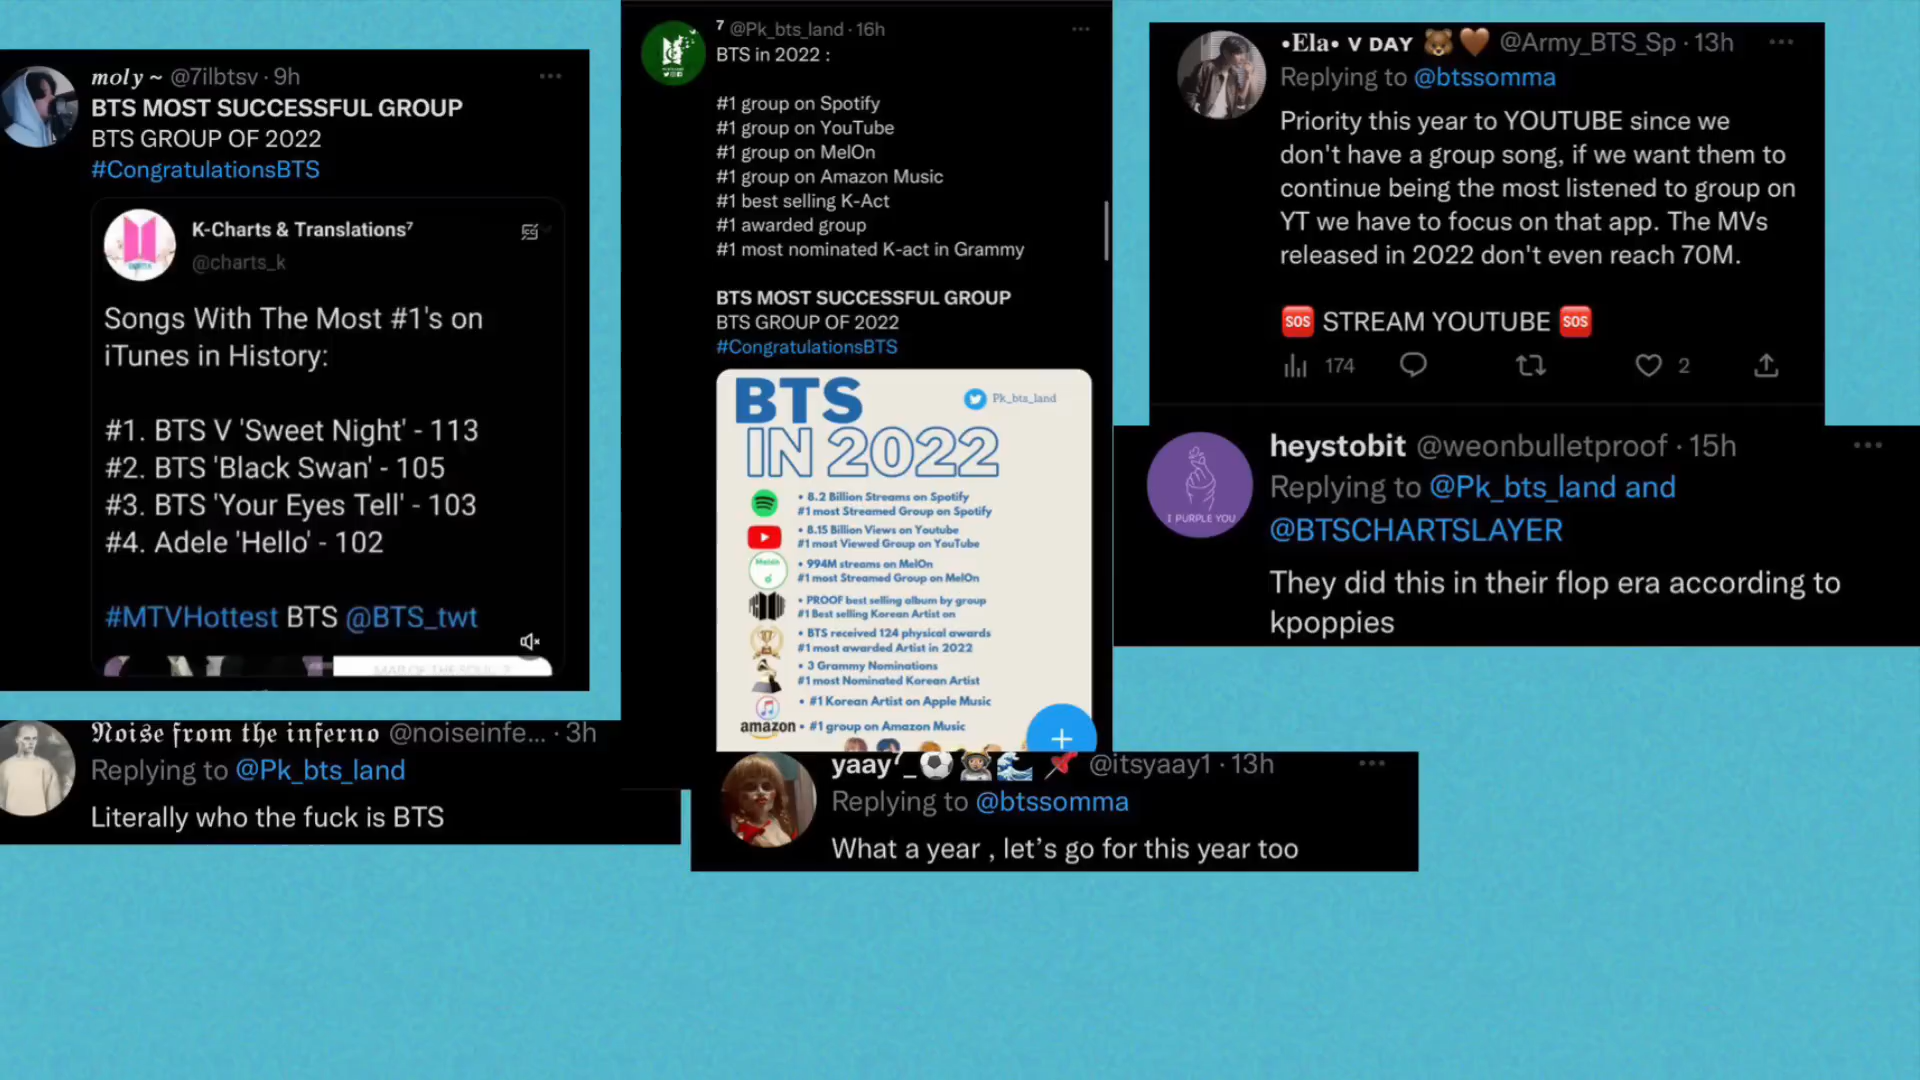 moly ~ @7ilbtsv · 9h
BTS MOST SUCCESSFUL GROUP
BTS GROUP OF 2022
#CongratulationsBTS
K-Charts & Translations⁷
@charts_k
Songs With The Most #1's on
iTunes in History:
#1. BTS V 'Sweet Night' - 113
#2. BTS 'Black Swan' - 105
#3. BTS 'Your Eyes Tell' - 103
#4. Adele 'Hello' - 102
#MTVHottest BTS @BTS_twt
Noise from the inferno @noiseinfe... · 3h
Replying to @Pk_bts_land
Literally who the fuck is BTS
⁷ @Pk_bts_land · 16h
BTS in 2022 :
#1 group on Spotify
#1 group on YouTube
#1 group on MelOn
#1 group on Amazon Music
#1 best selling K-Act
#1 awarded group
#1 most nominated K-act in Grammy
BTS MOST SUCCESSFUL GROUP
BTS GROUP OF 2022
#CongratulationsBTS
BTS
Pk_bts_land
IN 2022
• 8.2 Billion Streams on Spotify
#1 most Streamed Group on Spotify
• 8.15 Billion Views on Youtube
#1 most Viewed Group on YouTube
• 994M streams on MelOn
#1 most Streamed Group on MelOn
• PROOF best selling album by group
#1 Best selling Korean Artist on
• BTS received 124 physical awards
#1 most awarded Artist in 2022
• 3 Grammy Nominations
#1 most Nominated Korean Artist
• #1 Korean Artist on Apple Music
amazon • #1 group on Amazon Music
yaay⁷_⚽👩‍🚀🌊 📌 @itsyaay1 · 13h
Replying to @btssomma
What a year , let's go for this year too
•Ela• V DAY 🐻🤎 @Army_BTS_Sp · 13h
Replying to @btssomma
Priority this year to YOUTUBE since we
don't have a group song, if we want them to
continue being the most listened to group on
YT we have to focus on that app. The MVs
released in 2022 don't even reach 70M.
🆘 STREAM YOUTUBE 🆘
174 2
I PURPLE YOU
heystobit @weonbulletproof · 15h
Replying to @Pk_bts_land and
@BTSCHARTSLAYER
They did this in their flop era according to
kpoppies